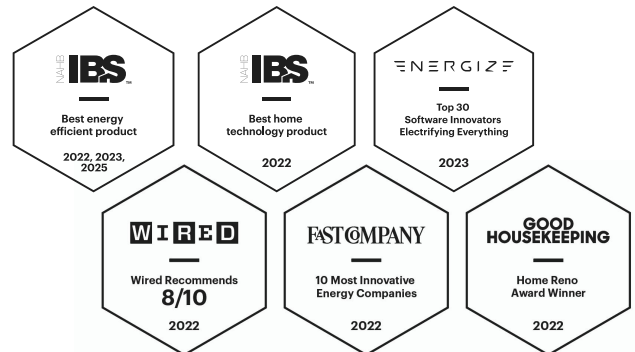 NAHB IBS™
Best energy
efficient product
2022, 2023,
2025
NAHB IBS™
Best home
technology product
2022
ENERGIZE
Top 30
Software Innovators
Electrifying Everything
2023
WIRED
Wired Recommends
8/10
2022
FAST COMPANY
10 Most Innovative
Energy Companies
2022
GOOD
HOUSEKEEPING
Home Reno
Award Winner
2022